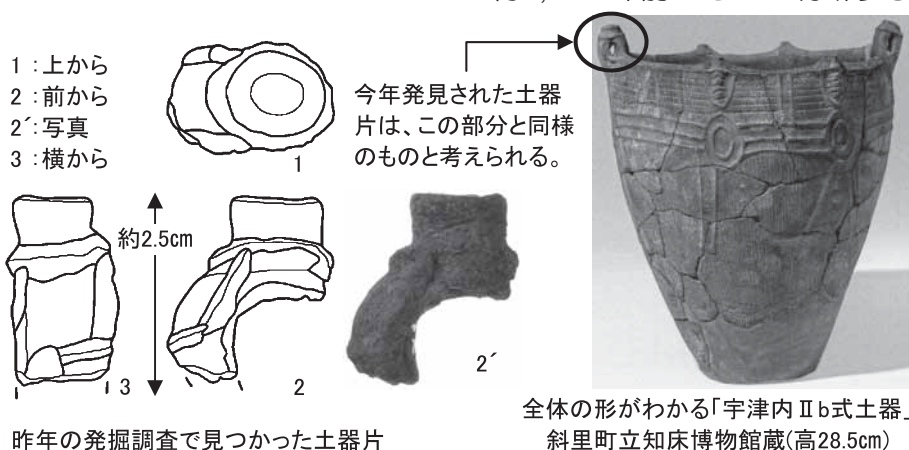 1：上から
2：前から
2´：写真
3：横から
1
今年発見された土器
片は、この部分と同様
のものと考えられる。
約2.5cm
3
2
2´
昨年の発掘調査で見つかった土器片
全体の形がわかる「宇津内Ⅱb式土器」
斜里町立知床博物館蔵(高28.5cm)